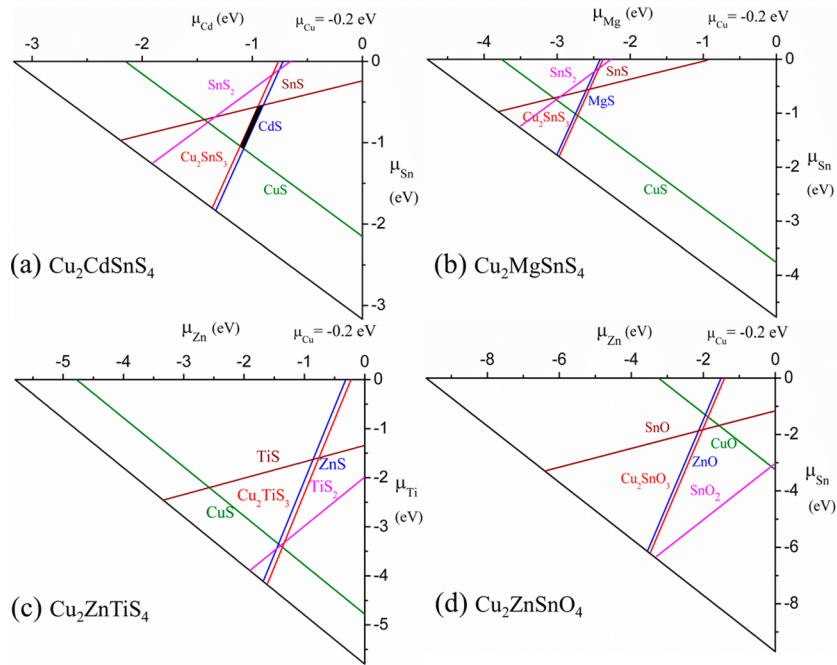 μCd (eV) μCu= -0.2 eV
-3 -2 -1 0
0
SnS2 SnS
CdS
-1
Cu2SnS3
μSn
(eV)
CuS
-2
-3
(a) Cu2CdSnS4
μMg (eV) μCu= -0.2 eV
-4 -3 -2 -1 0
0
SnS2 SnS
MgS
-1
Cu2SnS3
μSn
(eV)
-2
CuS
-3
-4
(b) Cu2MgSnS4
μZn (eV) μCu= -0.2 eV
-5 -4 -3 -2 -1 0
0
-1
TiS
ZnS
-2
TiS2
μTi
(eV)
Cu2TiS3
CuS
-3
-4
-5
(c) Cu2ZnTiS4
μZn (eV) μCu= -0.2 eV
-8 -6 -4 -2 0
0
SnO
-2
CuO
ZnO
Cu2SnO3
μSn
(eV)
SnO2
-4
-6
-8
(d) Cu2ZnSnO4